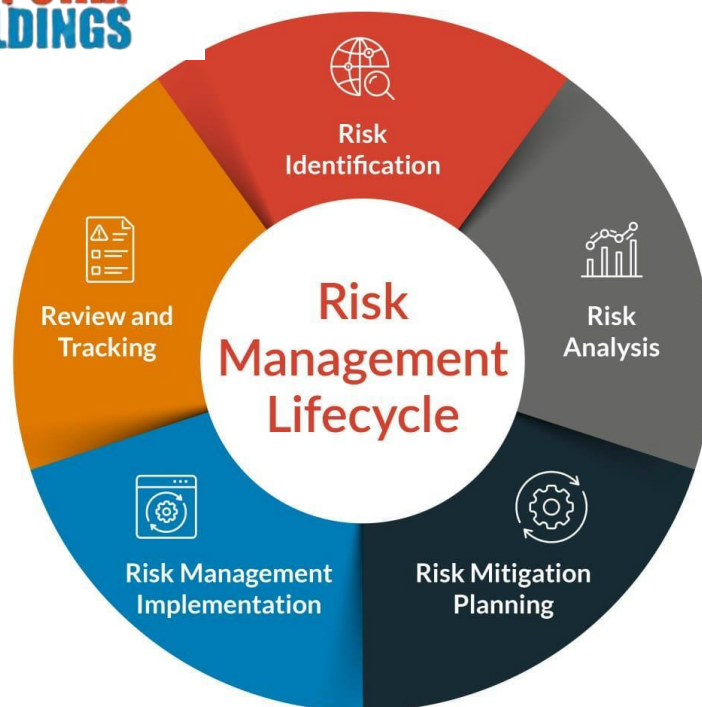 LDINGS
Risk
Identification
Risk
Analysis
Risk Mitigation
Planning
Risk Management
Implementation
Review and
Tracking
Risk
Management
Lifecycle